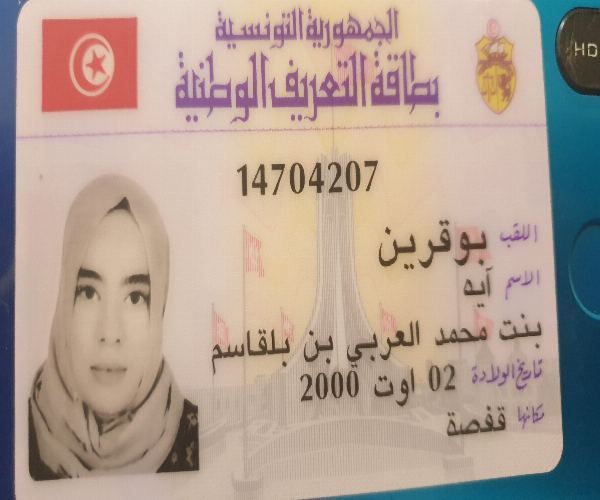 الجمهورية التونسية
بطاقة التعريف الوطنية
14704207
اللقب بوقرين
الاسم آيه
بنت محمد العربي بن بلقاسم
تاريخ الولادة 02 اوت 2000
مكانها قفصة
HD